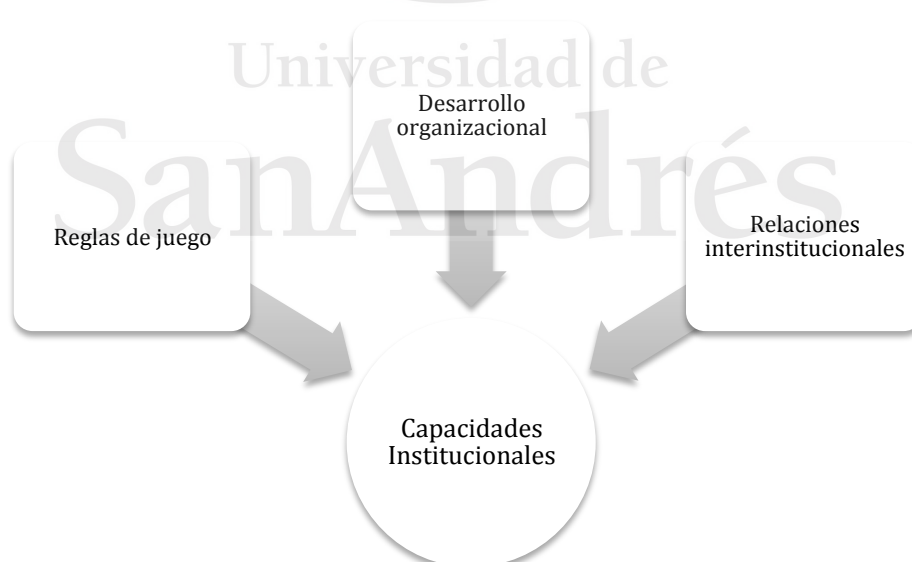 Universidad de
SanAndrés
Desarrollo
organizacional
Reglas de juego
Relaciones
interinstitucionales
Capacidades
Institucionales